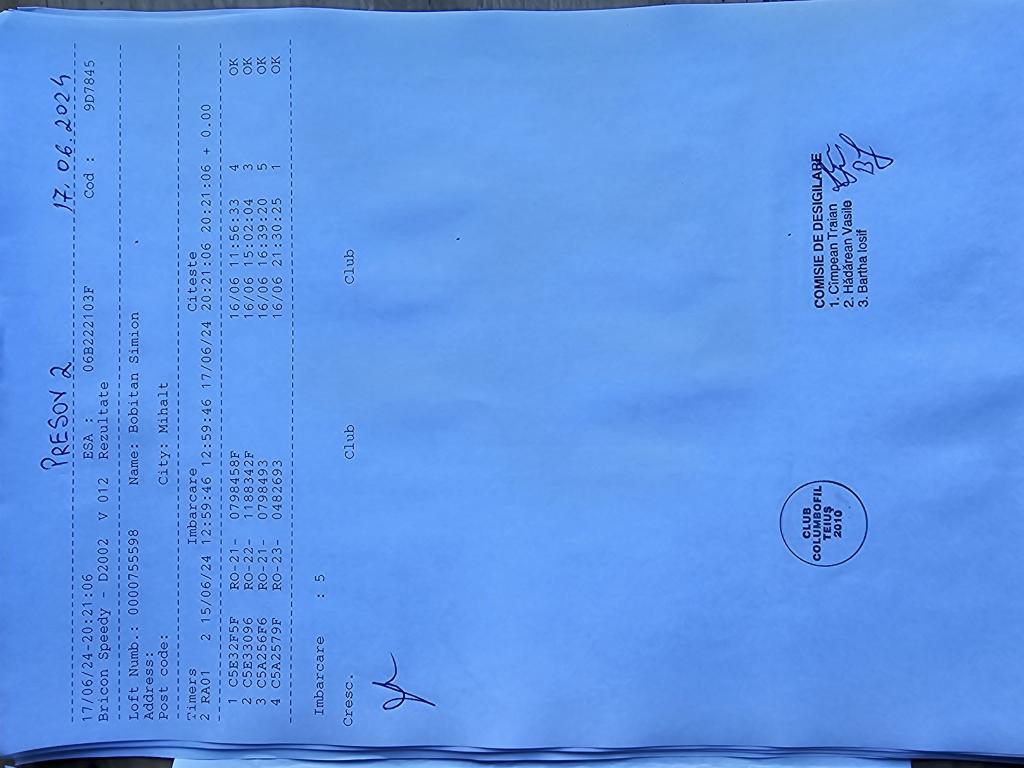 PRESOV 2 17.06.2024
17/06/24-20:21:06 ESA : 06B222103F Cod : 9D7845
Bricon Speedy - D2002 V 012 Rezultate
Loft Numb.: 0000755598 Name: Bobitan Simion
Address:
Post code: City: Mihalt
Timers Imbarcare Citeste
2 RA01 2 15/06/24 12:59:46 12:59:46 17/06/24 20:21:06 20:21:06 + 0.00
1 C5E32F5F RO-21- 0798458F 16/06 11:56:33 4 OK
2 C5E33096 RO-22- 1188342F 16/06 15:02:04 3 OK
3 C5A256F6 RO-21- 0798493 16/06 16:39:20 5 OK
4 C5A2579F RO-23- 0482693 16/06 21:30:25 1 OK
Imbarcare : 5
Cresc. Club Club
COMISIE DE DESIGILARE
1. Cîmpean Traian
2. Hădărean Vasile
3. Bartha Iosif
CLUB
COLUMBOFIL
TEIUȘ
2010